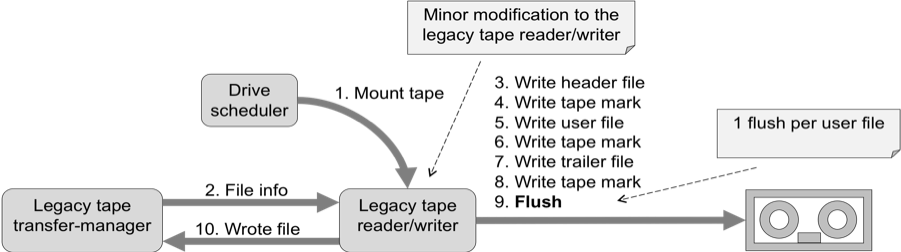 Minor modification to the
legacy tape reader/writer
Drive
scheduler
1. Mount tape
3. Write header file
4. Write tape mark
5. Write user file
6. Write tape mark
7. Write trailer file
8. Write tape mark
9. Flush
1 flush per user file
Legacy tape
transfer-manager
2. File info
10. Wrote file
Legacy tape
reader/writer